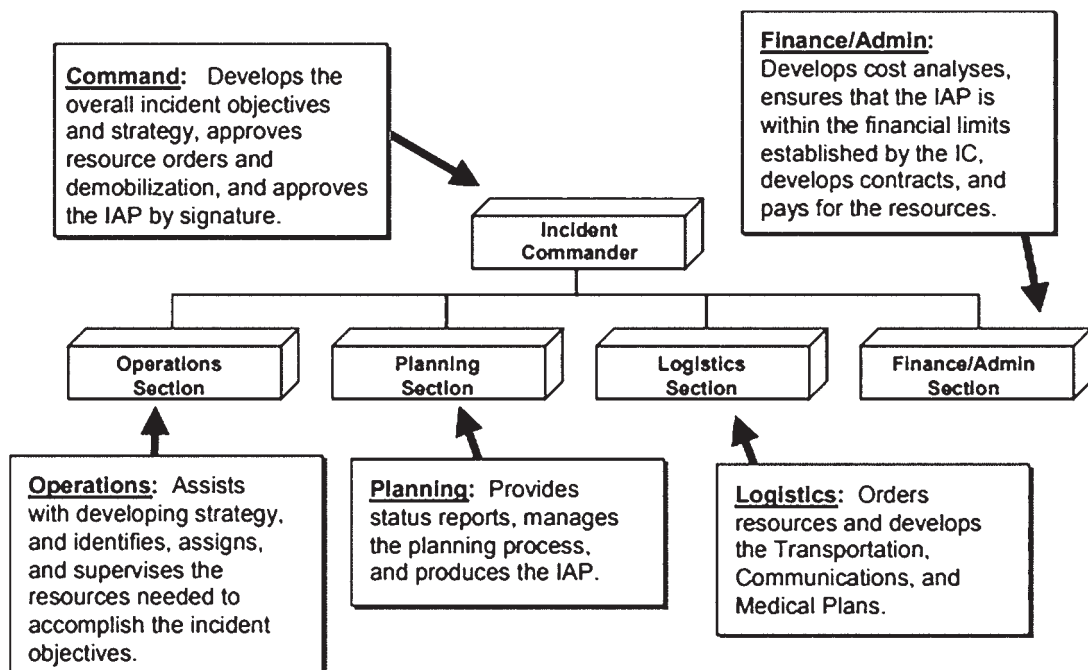 Command: Develops the
overall incident objectives
and strategy, approves
resource orders and
demobilization, and approves
the IAP by signature.
Finance/Admin:
Develops cost analyses,
ensures that the IAP is
within the financial limits
established by the IC,
develops contracts, and
pays for the resources.
Incident
Commander
Operations
Section
Planning
Section
Logistics
Section
Finance/Admin
Section
Operations: Assists
with developing strategy,
and identifies, assigns,
and supervises the
resources needed to
accomplish the incident
objectives.
Planning: Provides
status reports, manages
the planning process,
and produces the IAP.
Logistics: Orders
resources and develops
the Transportation,
Communications, and
Medical Plans.